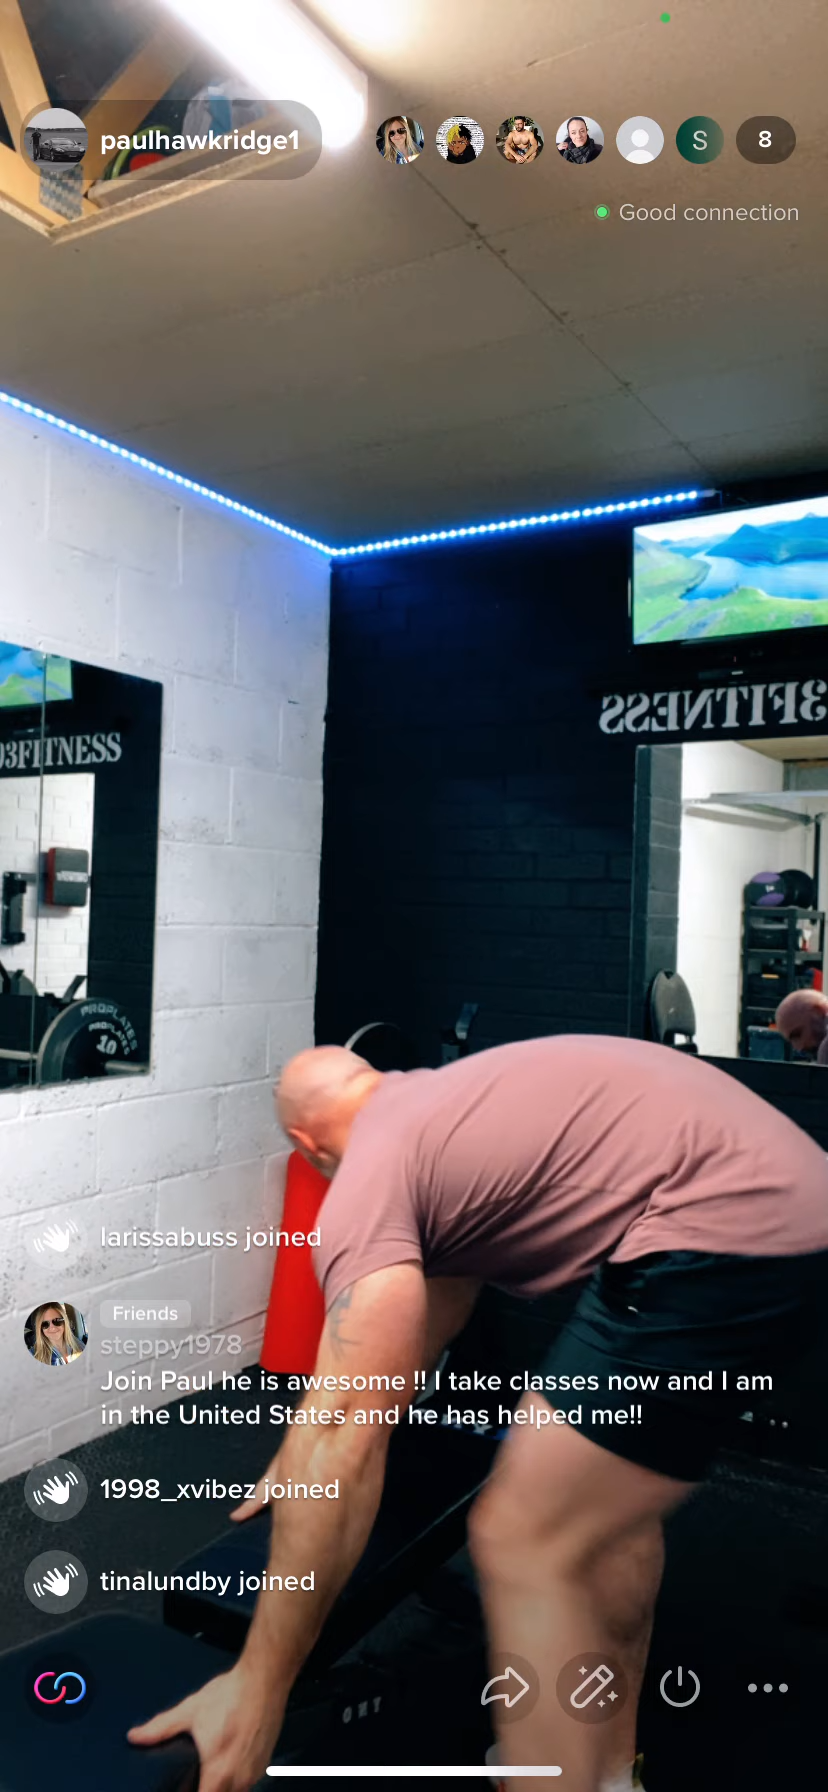 paulhawkridge1
S
8
Good connection
3FITNESS
03FITNESS
PROPLATES
10
larissabuss joined
Friends
steppy1978
Join Paul he is awesome !! I take classes now and I am
in the United States and he has helped me!!
1998_xvibez joined
tinalundby joined